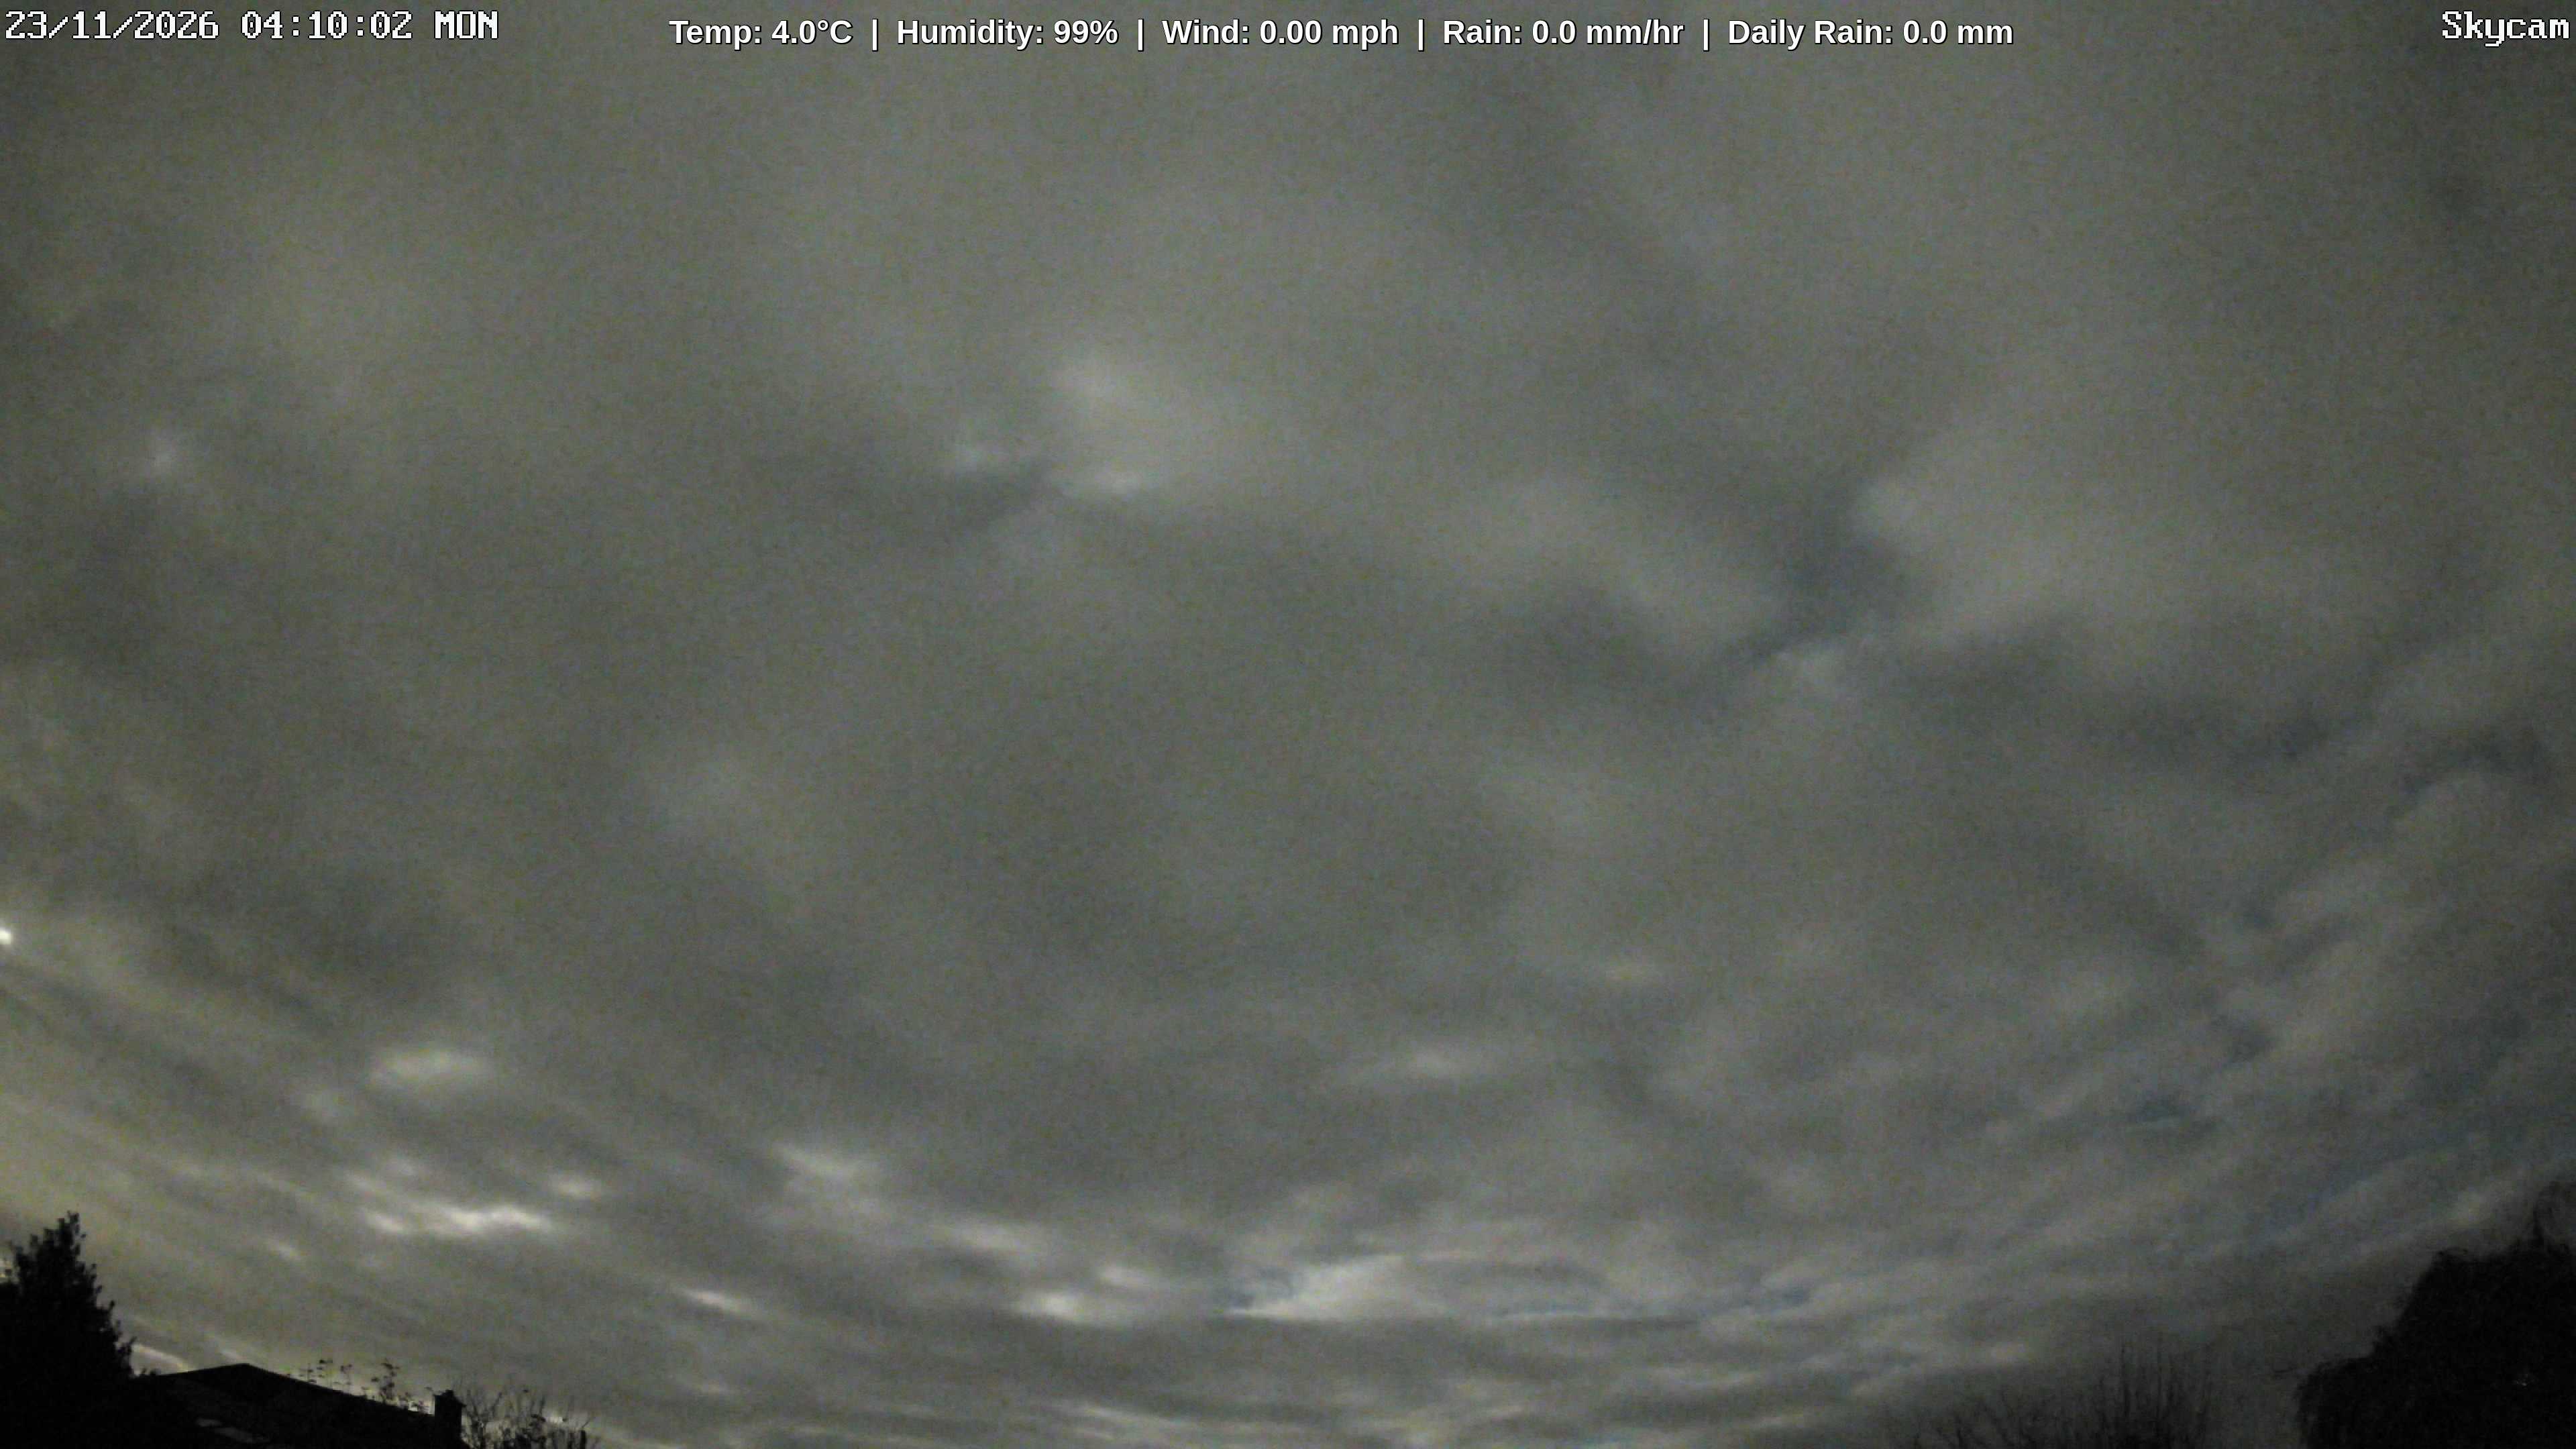 23/11/2026 04:10:02 MON
Temp: 4.0°C | Humidity: 99% | Wind: 0.00 mph | Rain: 0.0 mm/hr | Daily Rain: 0.0 mm
Skycam